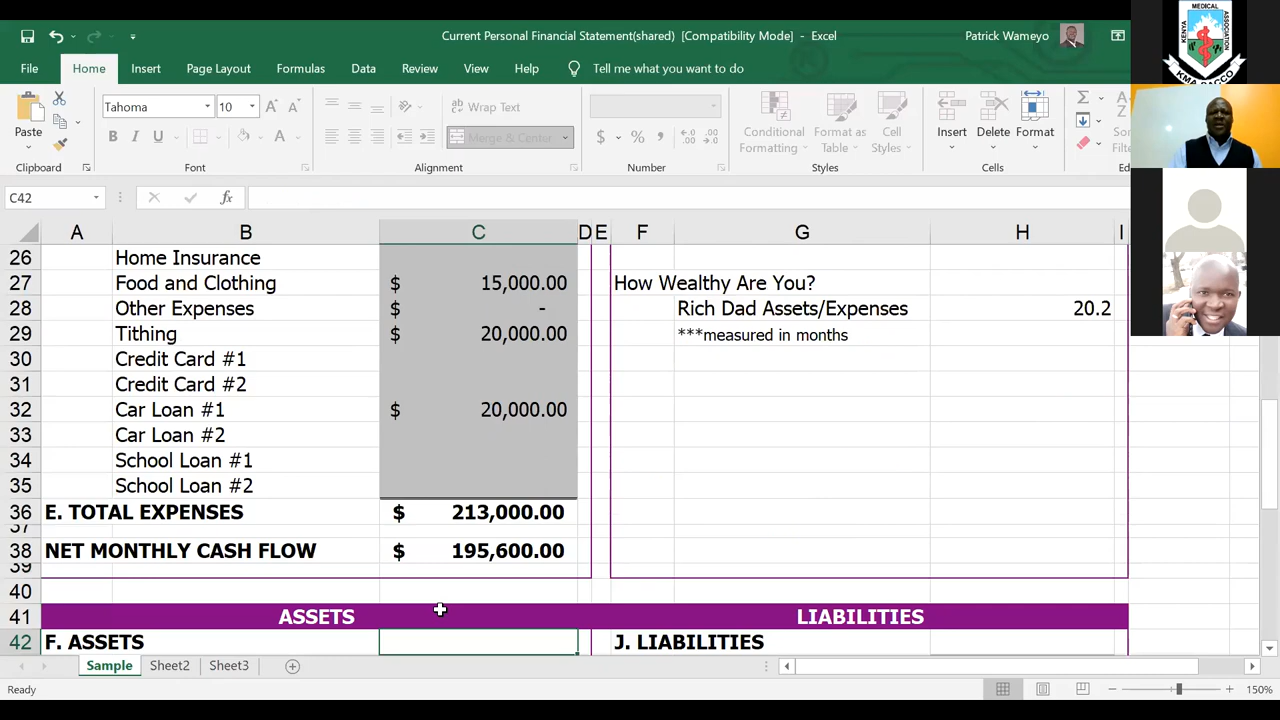 Current Personal Financial Statement(shared) [Compatibility Mode] - Excel
Patrick Wameyo
File Home Insert Page Layout Formulas Data Review View Help Tell me what you want to do
Paste
Tahoma 10 A A
B I U A
Wrap Text
Merge & Center
$ % ,
Conditional Format as Cell
Formatting Table Styles
Insert Delete Format
Clipboard Font Alignment Number Styles Cells
C42 fx
A B C D E F G H I
26 Home Insurance
27 Food and Clothing $ 15,000.00 How Wealthy Are You?
28 Other Expenses $ - Rich Dad Assets/Expenses 20.2
29 Tithing $ 20,000.00 ***measured in months
30 Credit Card #1
31 Credit Card #2
32 Car Loan #1 $ 20,000.00
33 Car Loan #2
34 School Loan #1
35 School Loan #2
36 E. TOTAL EXPENSES $ 213,000.00
37
38 NET MONTHLY CASH FLOW $ 195,600.00
39
40
41 ASSETS LIABILITIES
42 F. ASSETS J. LIABILITIES
Sample Sheet2 Sheet3
Ready 150%
KENYA MEDICAL ASSOCIATION
KMA SACCO